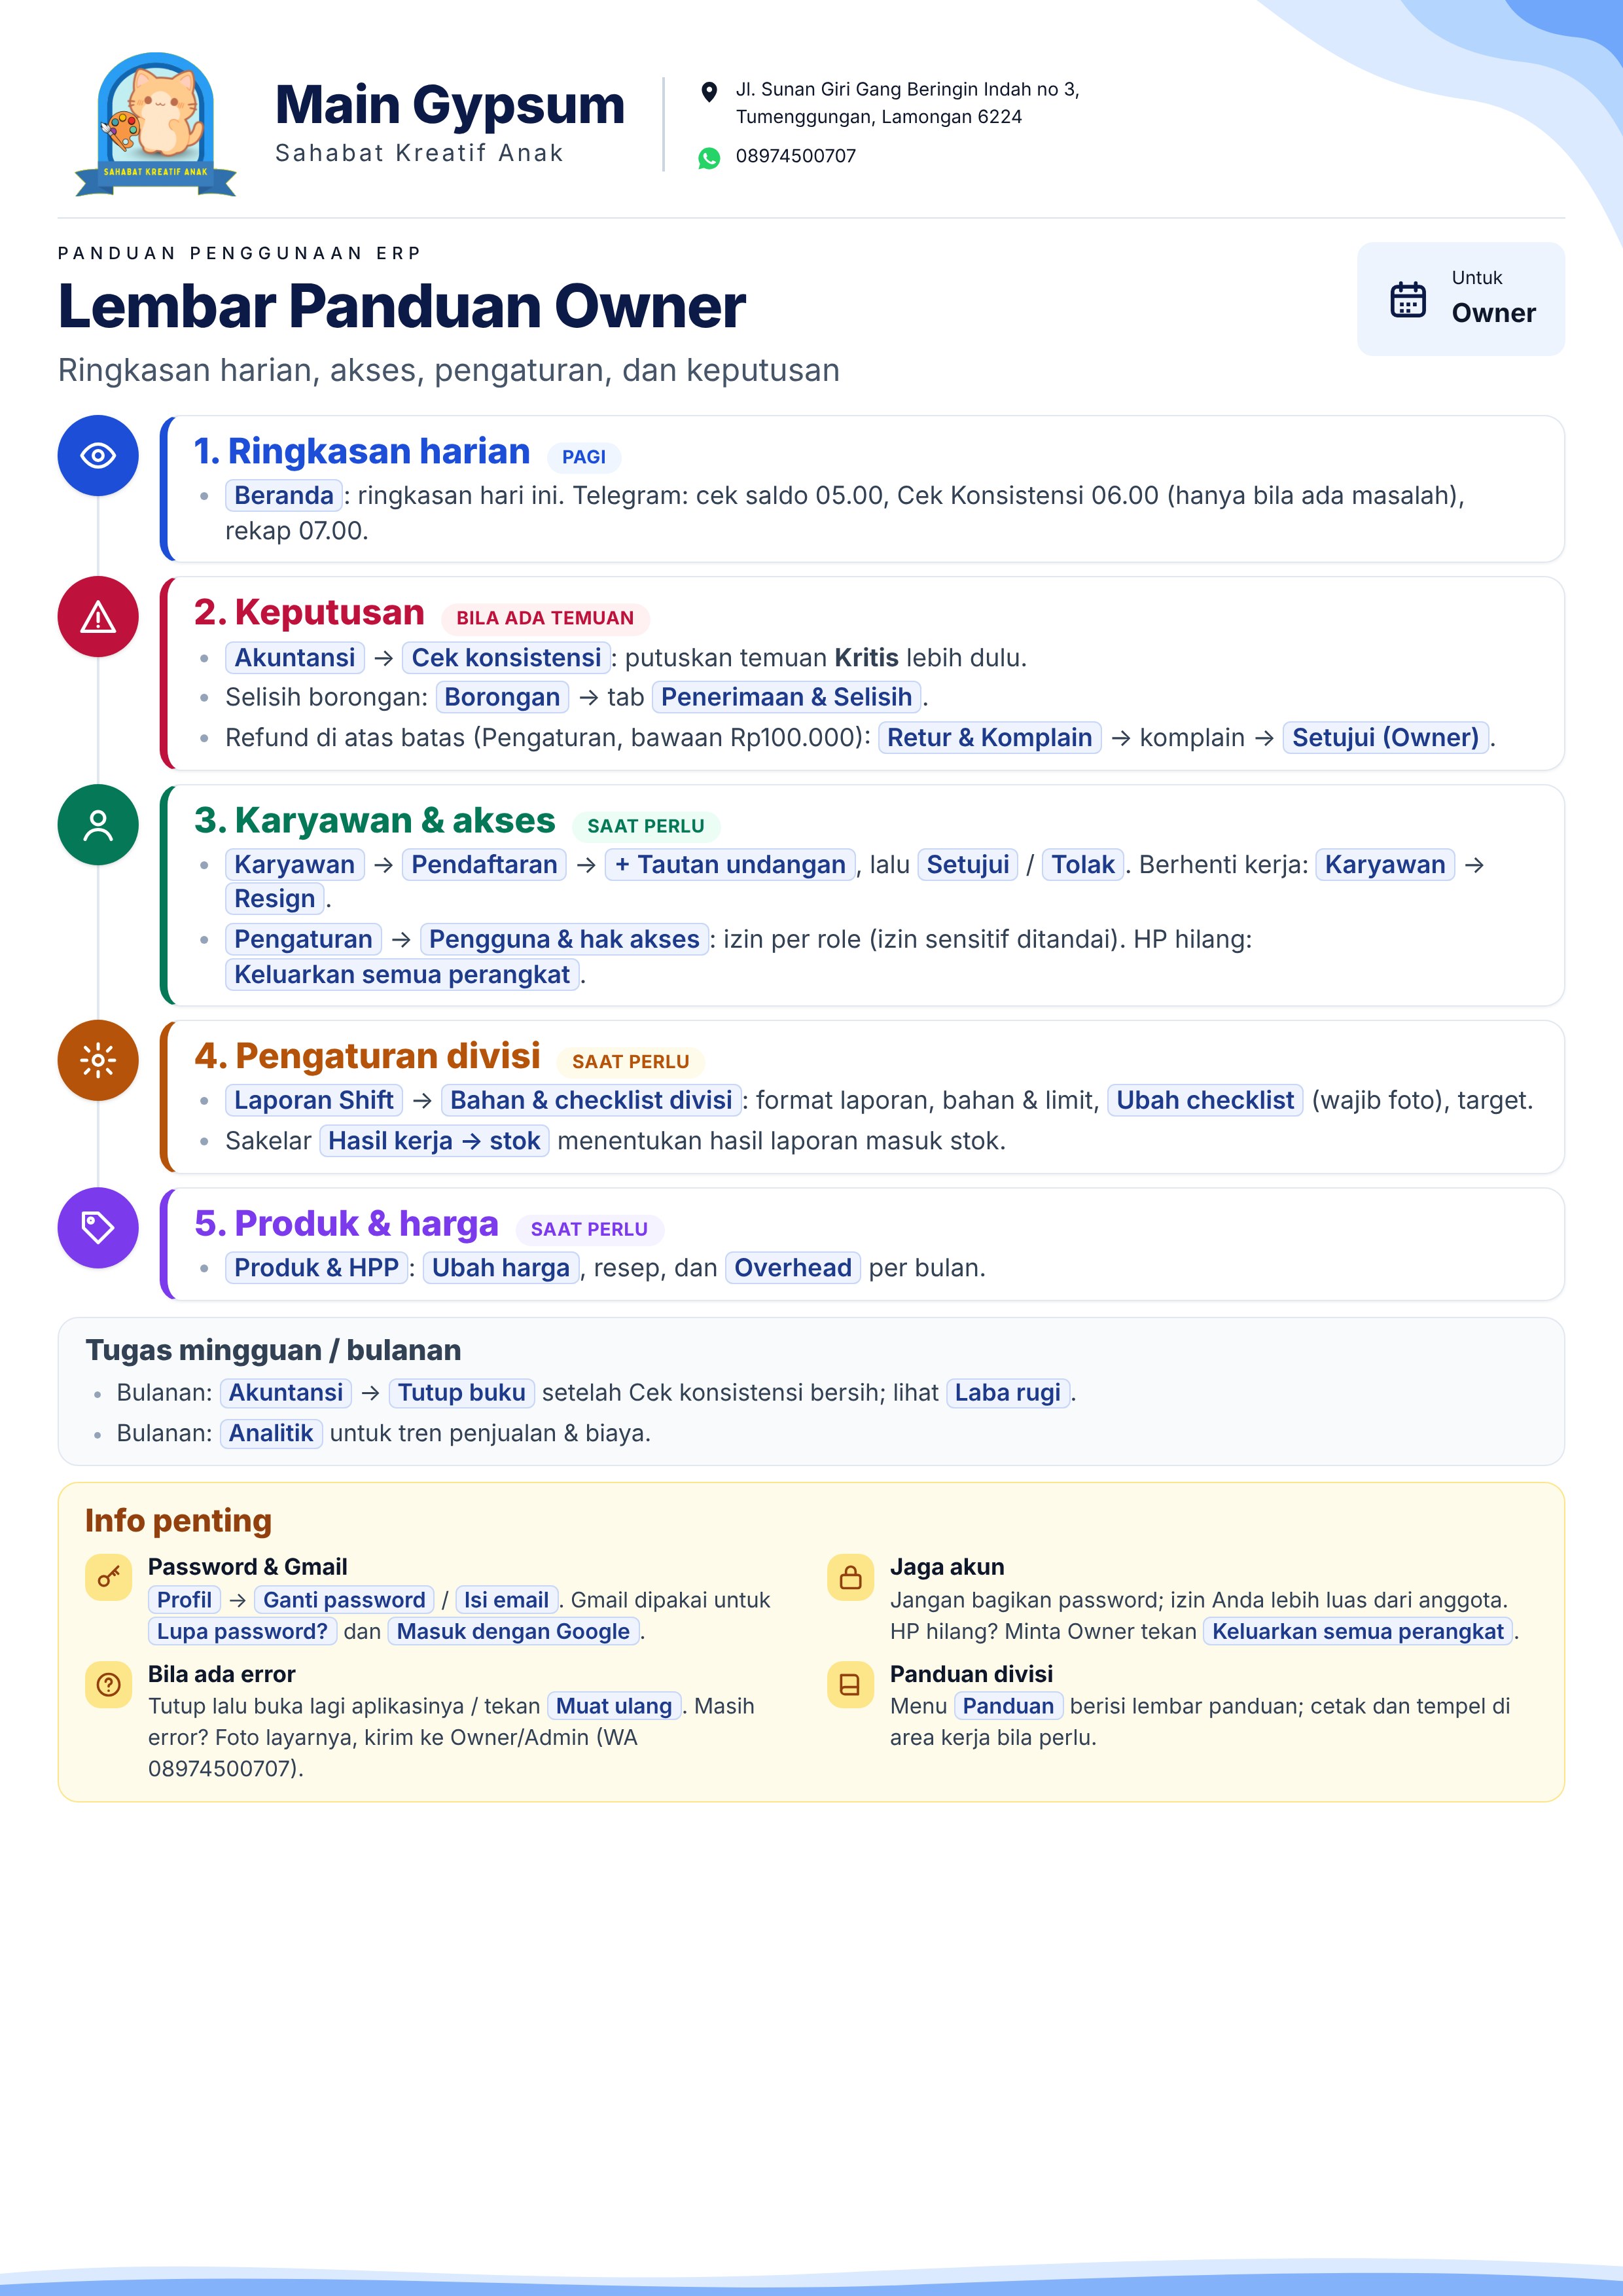 SAHABAT KREATIF ANAK
Main Gypsum
Sahabat Kreatif Anak
Jl. Sunan Giri Gang Beringin Indah no 3,
Tumenggungan, Lamongan 6224
08974500707
PANDUAN PENGGUNAAN ERP
Lembar Panduan Owner
Ringkasan harian, akses, pengaturan, dan keputusan
Untuk
Owner
1. Ringkasan harian PAGI
• Beranda: ringkasan hari ini. Telegram: cek saldo 05.00, Cek Konsistensi 06.00 (hanya bila ada masalah),
rekap 07.00.
2. Keputusan BILA ADA TEMUAN
• Akuntansi → Cek konsistensi: putuskan temuan Kritis lebih dulu.
• Selisih borongan: Borongan → tab Penerimaan & Selisih.
• Refund di atas batas (Pengaturan, bawaan Rp100.000): Retur & Komplain → komplain → Setujui (Owner).
3. Karyawan & akses SAAT PERLU
• Karyawan → Pendaftaran → + Tautan undangan, lalu Setujui / Tolak. Berhenti kerja: Karyawan →
Resign.
• Pengaturan → Pengguna & hak akses: izin per role (izin sensitif ditandai). HP hilang:
Keluarkan semua perangkat.
4. Pengaturan divisi SAAT PERLU
• Laporan Shift → Bahan & checklist divisi: format laporan, bahan & limit, Ubah checklist (wajib foto), target.
• Sakelar Hasil kerja → stok menentukan hasil laporan masuk stok.
5. Produk & harga SAAT PERLU
• Produk & HPP: Ubah harga, resep, dan Overhead per bulan.
Tugas mingguan / bulanan
• Bulanan: Akuntansi → Tutup buku setelah Cek konsistensi bersih; lihat Laba rugi.
• Bulanan: Analitik untuk tren penjualan & biaya.
Info penting
Password & Gmail
Profil → Ganti password / Isi email. Gmail dipakai untuk
Lupa password? dan Masuk dengan Google.
Jaga akun
Jangan bagikan password; izin Anda lebih luas dari anggota.
HP hilang? Minta Owner tekan Keluarkan semua perangkat.
Bila ada error
Tutup lalu buka lagi aplikasinya / tekan Muat ulang. Masih
error? Foto layarnya, kirim ke Owner/Admin (WA
08974500707).
Panduan divisi
Menu Panduan berisi lembar panduan; cetak dan tempel di
area kerja bila perlu.